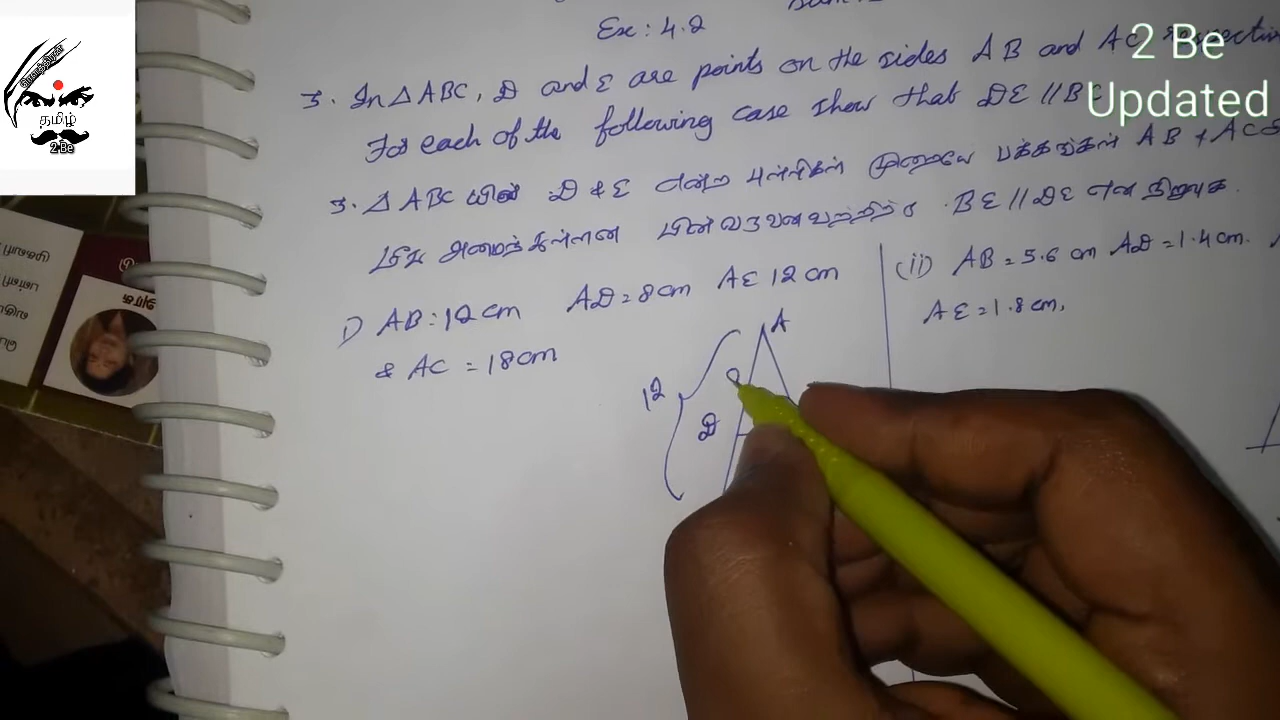 2 Be
Updated
தமிழ்
2 Be
Ex: 4.2
3. In △ ABC, D and E are points on the sides AB and AC
For each of the following case show that DE // BC
3. △ ABC யின் D & E என்ற புள்ளிகள் முறையே பக்கங்கள் AB + AC
மீது அமைந்துள்ளன பின்வருவனவற்றிற்கு BE // DE என நிறுவுக.
i) AB = 12 cm AD = 8 cm AE 12 cm
& AC = 18 cm
(ii) AB = 5.6 cm AD = 1.4 cm.
AE = 1.8 cm,
A
12
D